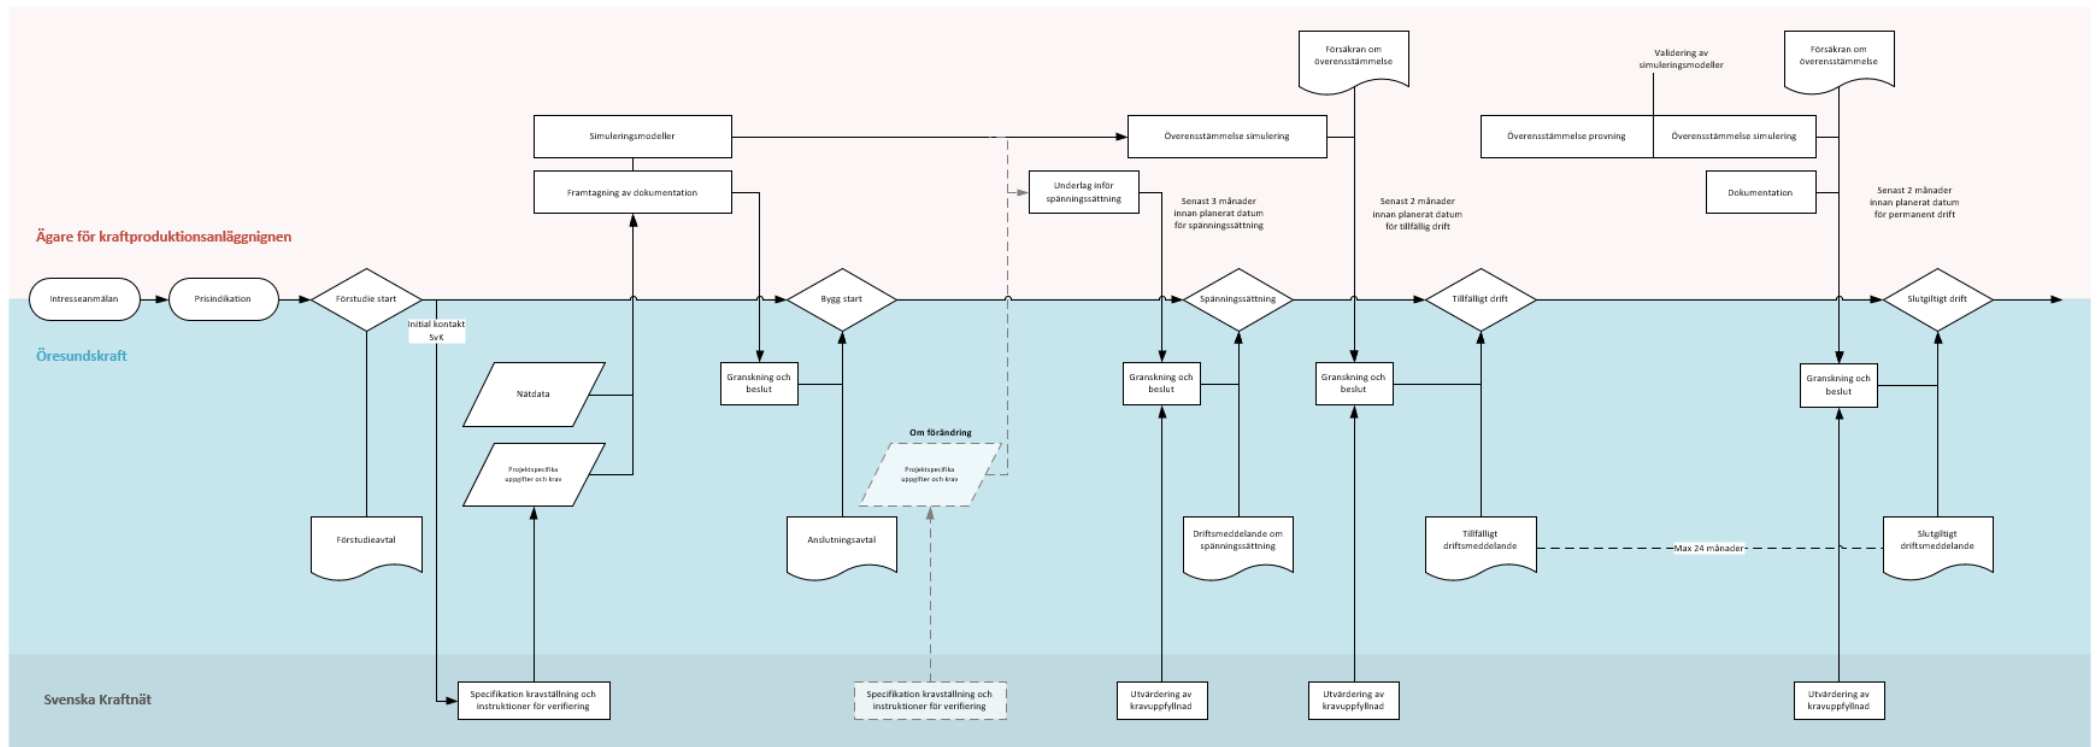 Försäkran om
överensstämmelse
Validering av
simuleringsmodeller
Försäkran om
överensstämmelse
Simuleringsmodeller
Överensstämmelse simulering
Överensstämmelse provning
Överensstämmelse simulering
Framtagning av dokumentation
Underlag inför
spänningssättning
Senast 3 månader
innan planerat datum
för spänningssättning
Senast 2 månader
innan planerat datum
för tillfällig drift
Dokumentation
Senast 2 månader
innan planerat datum
för permanent drift
Ägare för kraftproduktionsanläggnignen
Intresseanmälan
Prisindikation
Förstudie start
Bygg start
Spänningssättning
Tillfälligt drift
Slutgiltigt drift
Initial kontakt
SvK
Öresundskraft
Nätdata
Granskning och
beslut
Granskning och
beslut
Granskning och
beslut
Granskning och
beslut
Om förändring
Projektspecifika
uppgifter och krav
Projektspecifika
uppgifter och krav
Förstudieavtal
Anslutningsavtal
Driftsmeddelande om
spänningssättning
Tillfälligt
driftsmeddelande
Max 24 månader
Slutgiltigt
driftsmeddelande
Svenska Kraftnät
Specifikation kravställning och
instruktioner för verifiering
Specifikation kravställning och
instruktioner för verifiering
Utvärdering av
kravuppfyllnad
Utvärdering av
kravuppfyllnad
Utvärdering av
kravuppfyllnad